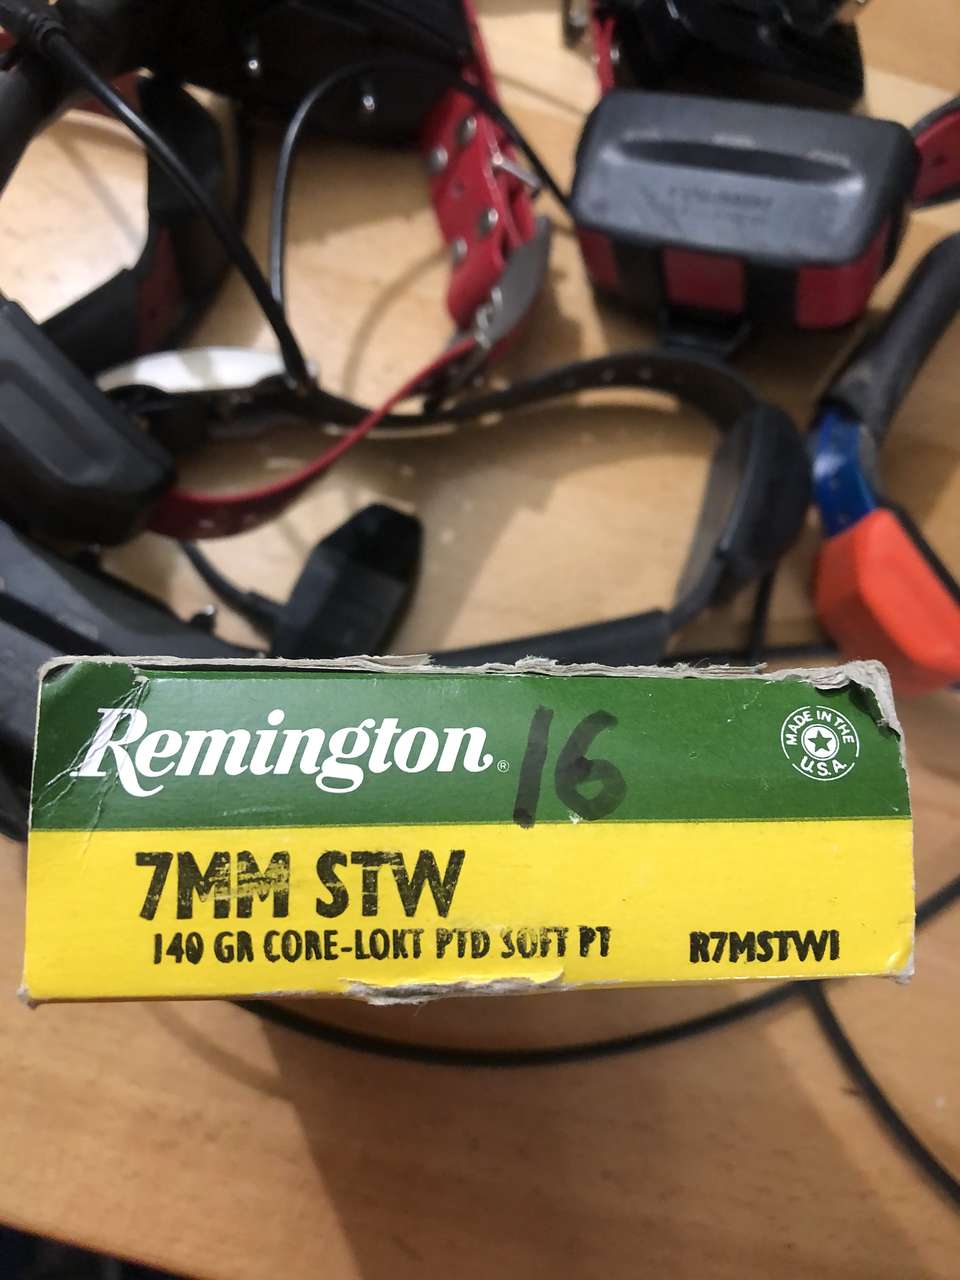 Remington® 16
MADE IN THE
U.S.A.
7MM STW
140 GR CORE-LOKT PTD SOFT PT
R7MSTW1